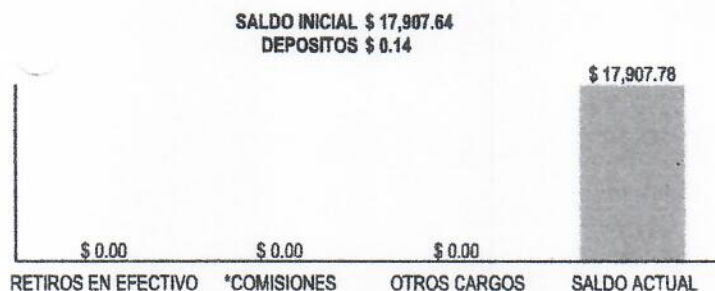 SALDO INICIAL $ 17,907.64
DEPOSITOS $ 0.14
$ 17,907.78
$ 0.00 $ 0.00 $ 0.00
RETIROS EN EFECTIVO *COMISIONES OTROS CARGOS SALDO ACTUAL